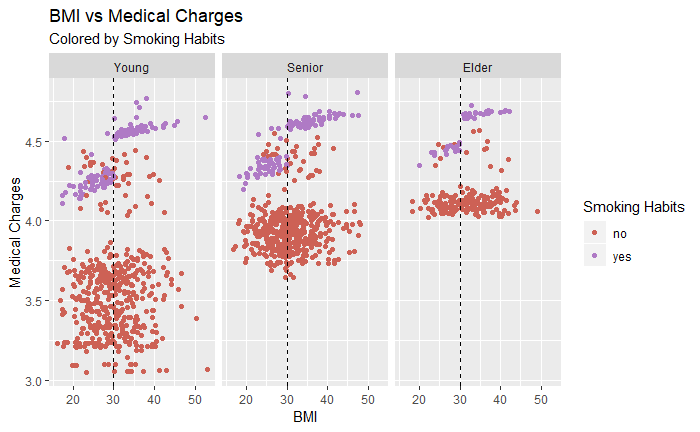 BMI vs Medical Charges
Colored by Smoking Habits
Young Senior Elder
4.5
4.0
3.5
3.0
Medical Charges
20 30 40 50 20 30 40 50 20 30 40 50
BMI
Smoking Habits
no
yes